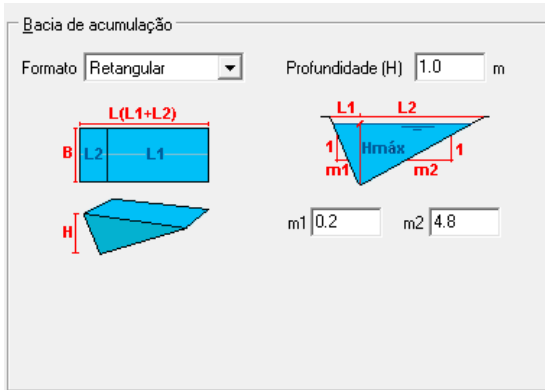 Bacia de acumulação
Formato Retangular Profundidade (H) 1.0 m
L(L1+L2)
B L2 L1
H
L1 L2
1 Hmáx 1
m1 m2
m1 0.2 m2 4.8